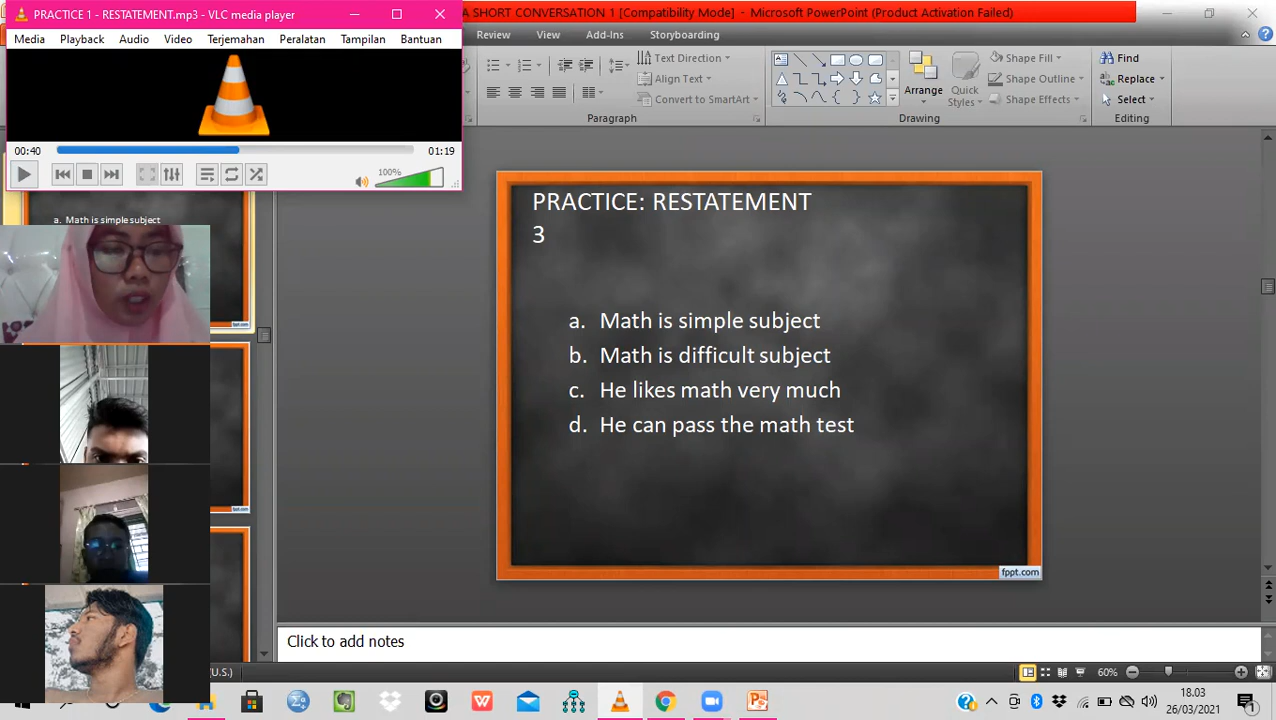 PRACTICE 1 - RESTATEMENT.mp3 - VLC media player
A SHORT CONVERSATION 1 [Compatibility Mode] - Microsoft PowerPoint (Product Activation Failed)
Media Playback Audio Video Terjemahan Peralatan Tampilan Bantuan
Review View Add-Ins Storyboarding
Text Direction
Align Text
Convert to SmartArt
Paragraph
Arrange
Quick Styles
Shape Fill
Shape Outline
Shape Effects
Drawing
Find
Replace
Select
Editing
00:40 01:19
100%
a. Math is simple subject
fppt.com
fppt.com
PRACTICE: RESTATEMENT
3
a. Math is simple subject
b. Math is difficult subject
c. He likes math very much
d. He can pass the math test
fppt.com
Click to add notes
(U.S.)
60%
18.03
26/03/2021